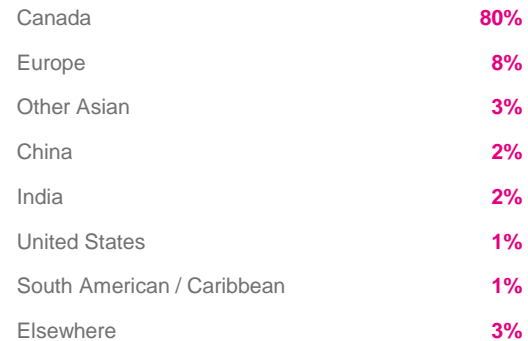 Canada 80%
Europe 8%
Other Asian 3%
China 2%
India 2%
United States 1%
South American / Caribbean 1%
Elsewhere 3%